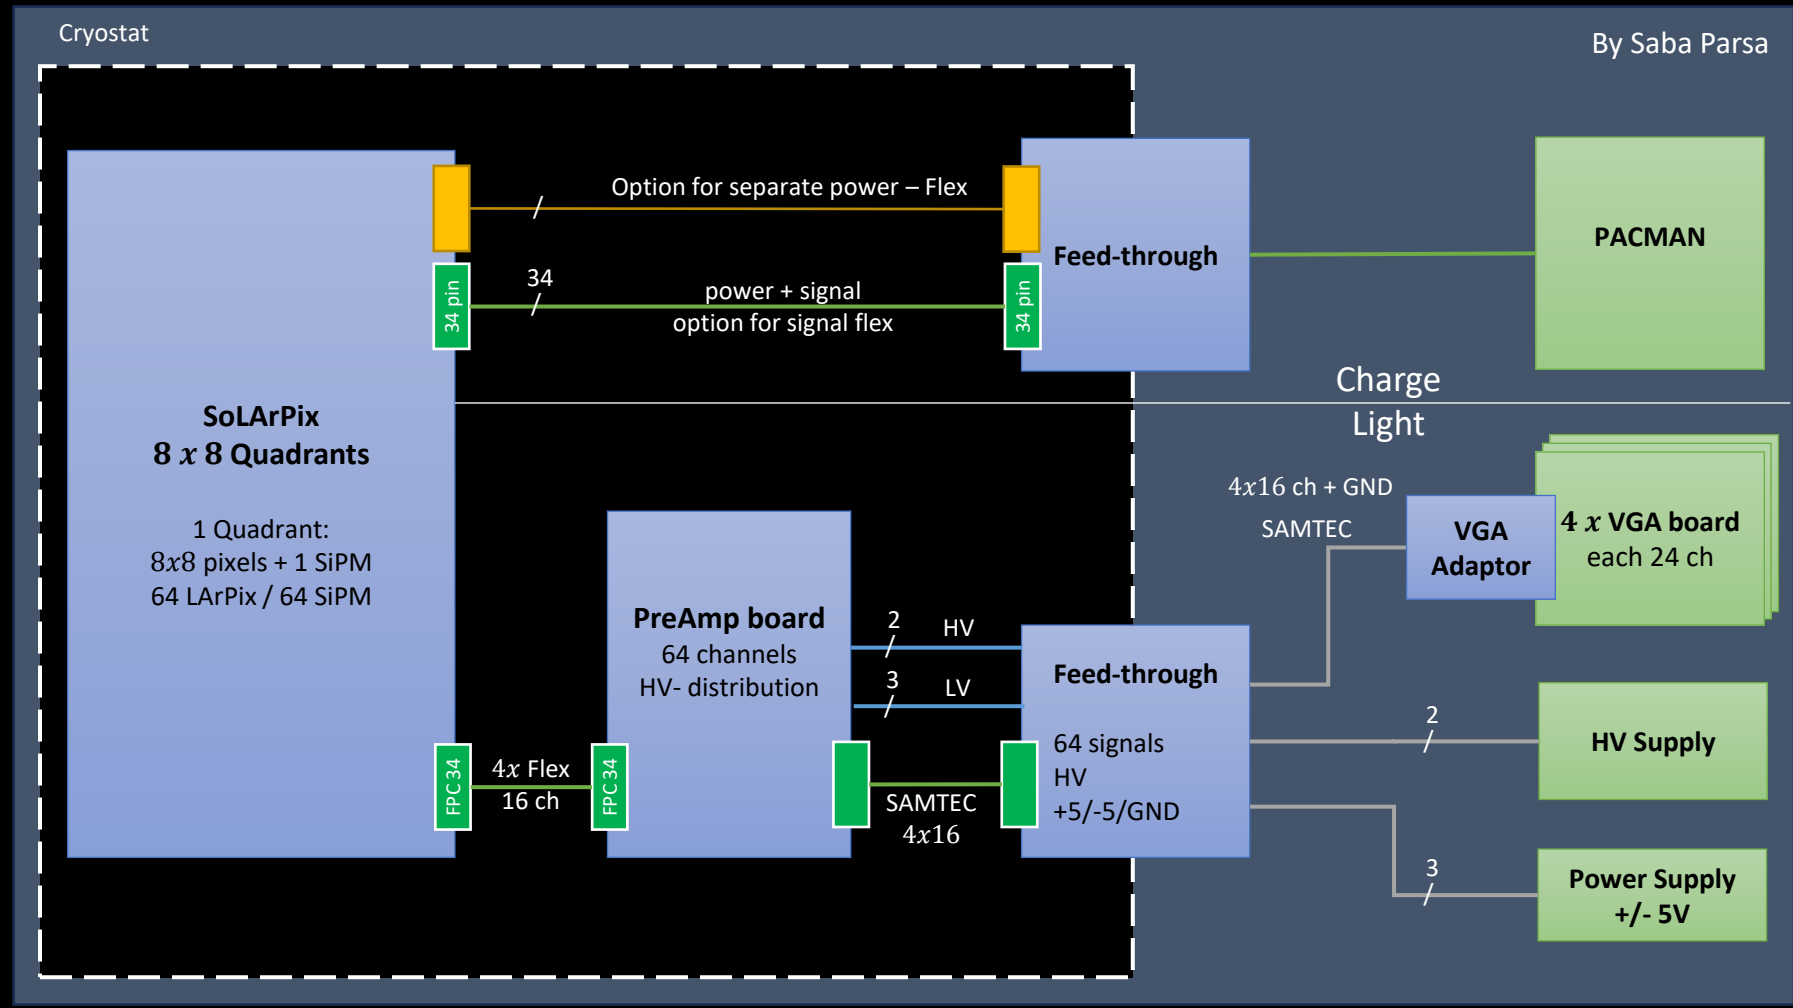 Cryostat
By Saba Parsa
Option for separate power – Flex
34
power + signal
option for signal flex
34 pin
34 pin
Feed-through
PACMAN
Charge
Light
SoLArPix
8 x 8 Quadrants
1 Quadrant:
8x8 pixels + 1 SiPM
64 LArPix / 64 SiPM
4x16 ch + GND
SAMTEC
VGA
Adaptor
4 x VGA board
each 24 ch
PreAmp board
64 channels
HV- distribution
2
HV
3
LV
Feed-through
64 signals
HV
+5/-5/GND
FPC 34
4x Flex
16 ch
FPC 34
SAMTEC
4x16
2
HV Supply
3
Power Supply
+/- 5V